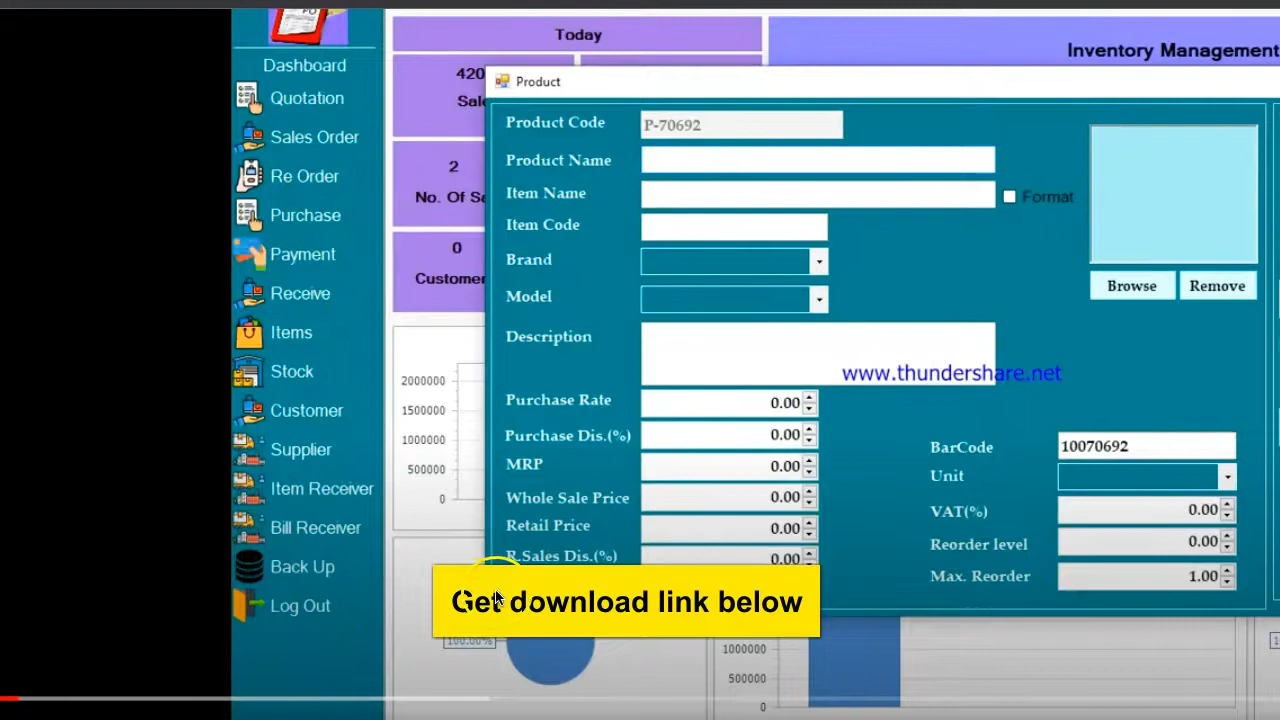 PO
Dashboard
Quotation
Sales Order
Re Order
Purchase
Payment
Receive
Items
Stock
Customer
Supplier
Item Receiver
Bill Receiver
Back Up
Log Out
Today
Inventory Management
420
Sal
2
No. Of Sa
0
Customer
2000000
1500000
1000000
500000
0
Product
Product Code
P-70692
Product Name
Item Name
Format
Item Code
Brand
Model
Browse
Remove
Description
www.thundershare.net
Purchase Rate
0.00
Purchase Dis.(%)
0.00
MRP
0.00
Whole Sale Price
0.00
Retail Price
0.00
R.Sales Dis.(%)
0.00
BarCode
10070692
Unit
VAT(%)
0.00
Reorder level
0.00
Max. Reorder
1.00
Get download link below
100.00%
1000000
500000
0